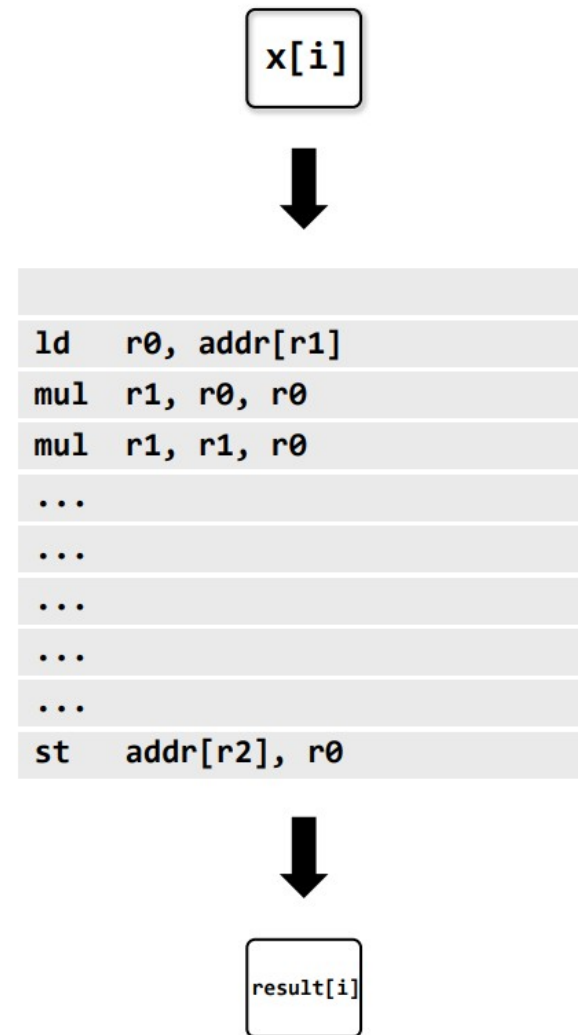 x[i]
ld r0, addr[r1]
mul r1, r0, r0
mul r1, r1, r0
...
...
...
...
...
st addr[r2], r0
result[i]